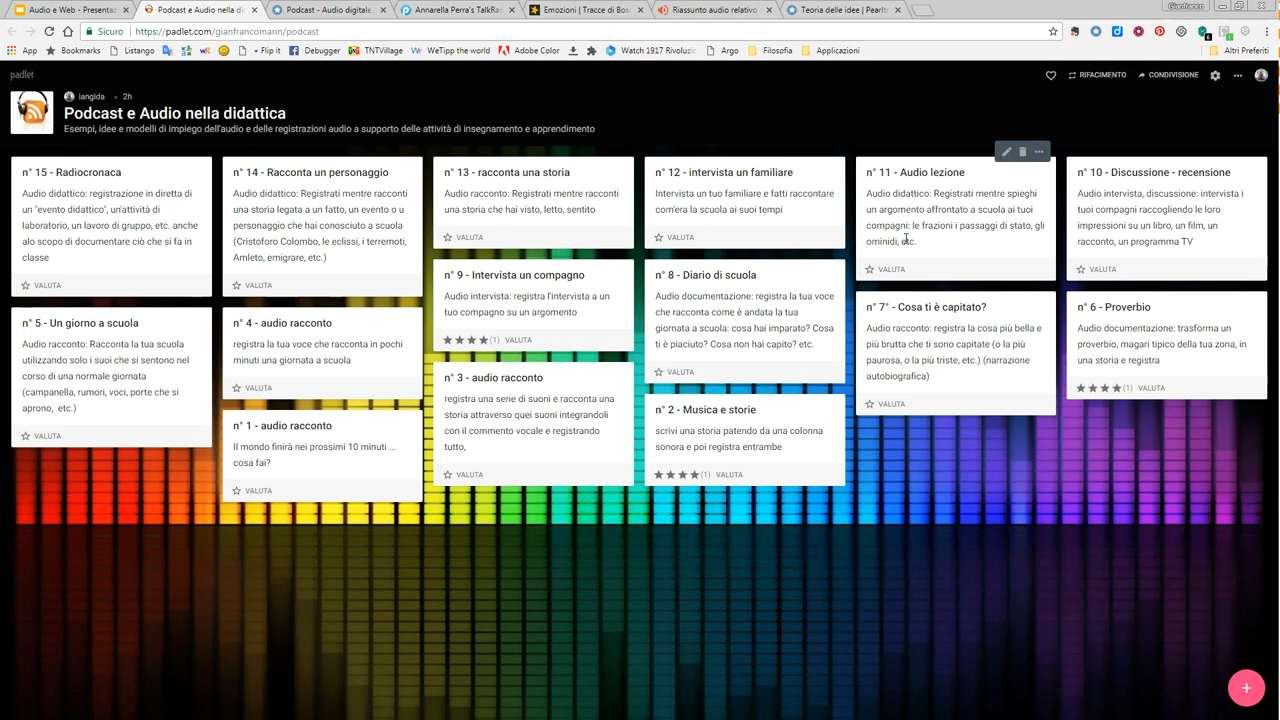 Audio e Web - Presenta:
Podcast e Audio nella di
Podcast - Audio digitale
Annarella Perra's TalkRa
Emozioni | Tracce di Bos
Riassunto audio relativo
Teoria delle idee | Pearlt
Gianfranco
Sicuro
https://padlet.com/gianfrancomarin/podcast
App
Bookmarks
Listango
+ Flip it
Debugger
TNTVillage
WeTipp the world
Adobe Color
Watch 1917 Rivoluzio
Argo
Filosofia
Applicazioni
Altri Preferiti
padlet
RIFACIMENTO
CONDIVISIONE
iangida • 2h
Podcast e Audio nella didattica
Esempi, idee e modelli di impiego dell'audio e delle registrazioni audio a supporto delle attività di insegnamento e apprendimento
n° 15 - Radiocronaca
Audio didattico: registrazione in diretta di
un "evento didattico", un'attività di
laboratorio, un lavoro di gruppo, etc. anche
alo scopo di documentare ciò che si fa in
classe
VALUTA
n° 14 - Racconta un personaggio
Audio didattico: Registrati mentre racconti
una storia legata a un fatto, un evento o u
personaggio che hai conosciuto a scuola
(Cristoforo Colombo, le eclissi, i terremoti,
Amleto, emigrare, etc.)
VALUTA
n° 13 - racconta una storia
Audio racconto: Registrati mentre racconti
una storia che hai visto, letto, sentito
VALUTA
n° 12 - intervista un familiare
Intervista un tuo familiare e fatti raccontare
com'era la scuola ai suoi tempi
VALUTA
n° 11 - Audio lezione
Audio didattico: Registrati mentre spieghi
un argomento affrontato a scuola ai tuoi
compagni: le frazioni i passaggi di stato, gli
ominidi, etc.
VALUTA
n° 10 - Discussione - recensione
Audio intervista, discussione: intervista i
tuoi compagni raccogliendo le loro
impressioni su un libro, un film, un
racconto, un programma TV
VALUTA
n° 5 - Un giorno a scuola
Audio racconto: Racconta la tua scuola
utilizzando solo i suoi che si sentono nel
corso di una normale giornata
(campanella, rumori, voci, porte che si
aprono, etc.)
VALUTA
n° 4 - audio racconto
registra la tua voce che racconta in pochi
minuti una giornata a scuola
VALUTA
n° 1 - audio racconto
Il mondo finirà nei prossimi 10 minuti ...
cosa fai?
VALUTA
n° 9 - Intervista un compagno
Audio intervista: registra l'intervista a un
tuo compagno su un argomento
(1) VALUTA
n° 3 - audio racconto
registra una serie di suoni e racconta una
storia attraverso quei suoni integrandoli
con il commento vocale e registrando
tutto,
VALUTA
n° 8 - Diario di scuola
Audio documentazione: registra la tua voce
che racconta come è andata la tua
giornata a scuola: cosa hai imparato? Cosa
ti è piaciuto? Cosa non hai capito? etc.
VALUTA
n° 2 - Musica e storie
scrivi una storia patendo da una colonna
sonora e poi registra entrambe
(1) VALUTA
n° 7° - Cosa ti è capitato?
Audio racconto: registra la cosa più bella e
più brutta che ti sono capitate (o la più
paurosa, o la più triste, etc.) (narrazione
autobiografica)
VALUTA
n° 6 - Proverbio
Audio documentazione: trasforma un
proverbio, magari tipico della tua zona, in
una storia e registra
(1) VALUTA